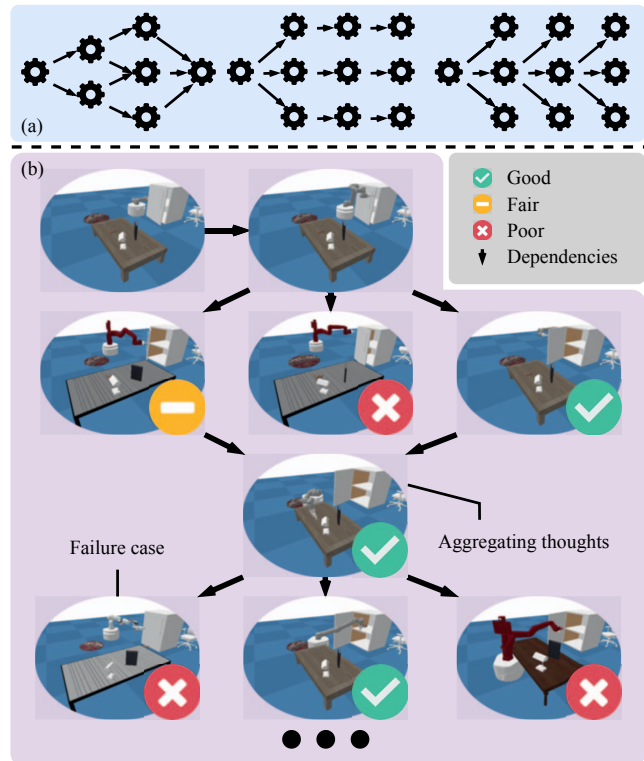 (a)
(b)
Good
Fair
Poor
Dependencies
Failure case
Aggregating thoughts